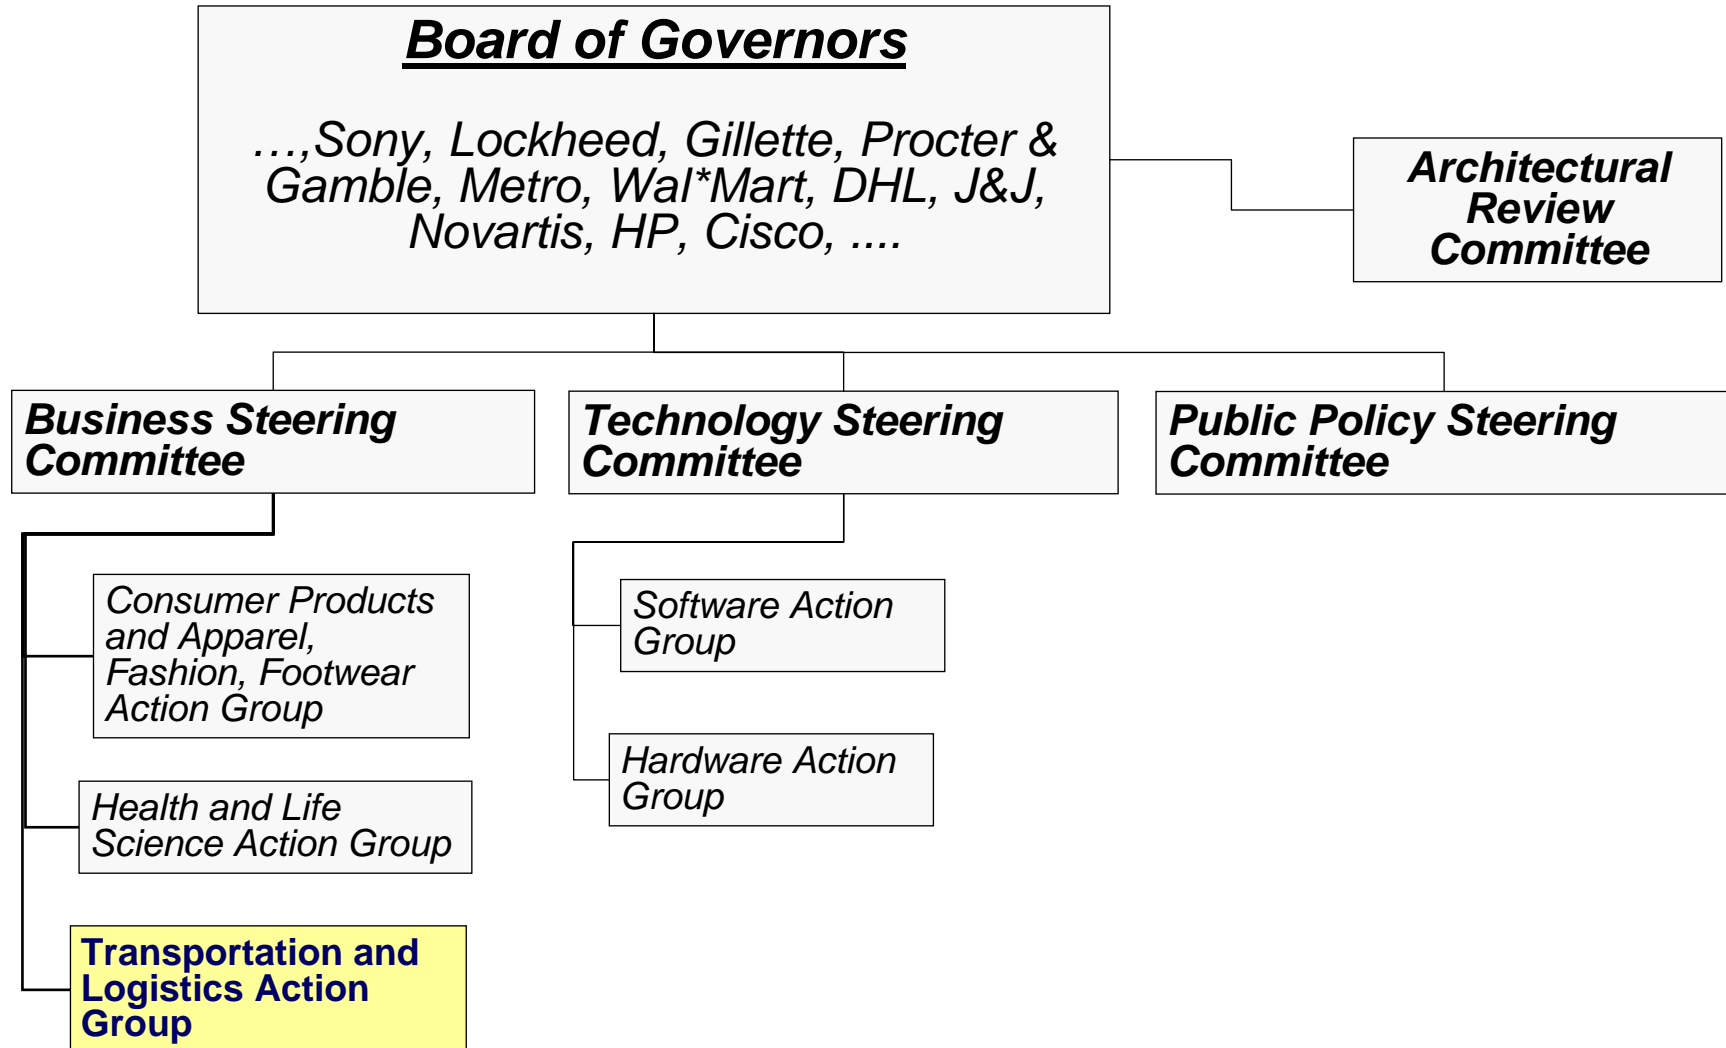 Board of Governors
…,Sony, Lockheed, Gillette, Procter &
Gamble, Metro, Wal*Mart, DHL, J&J,
Novartis, HP, Cisco, ....
Architectural
Review
Committee
Business Steering
Committee
Technology Steering
Committee
Public Policy Steering
Committee
Consumer Products
and Apparel,
Fashion, Footwear
Action Group
Software Action
Group
Hardware Action
Group
Health and Life
Science Action Group
Transportation and
Logistics Action
Group